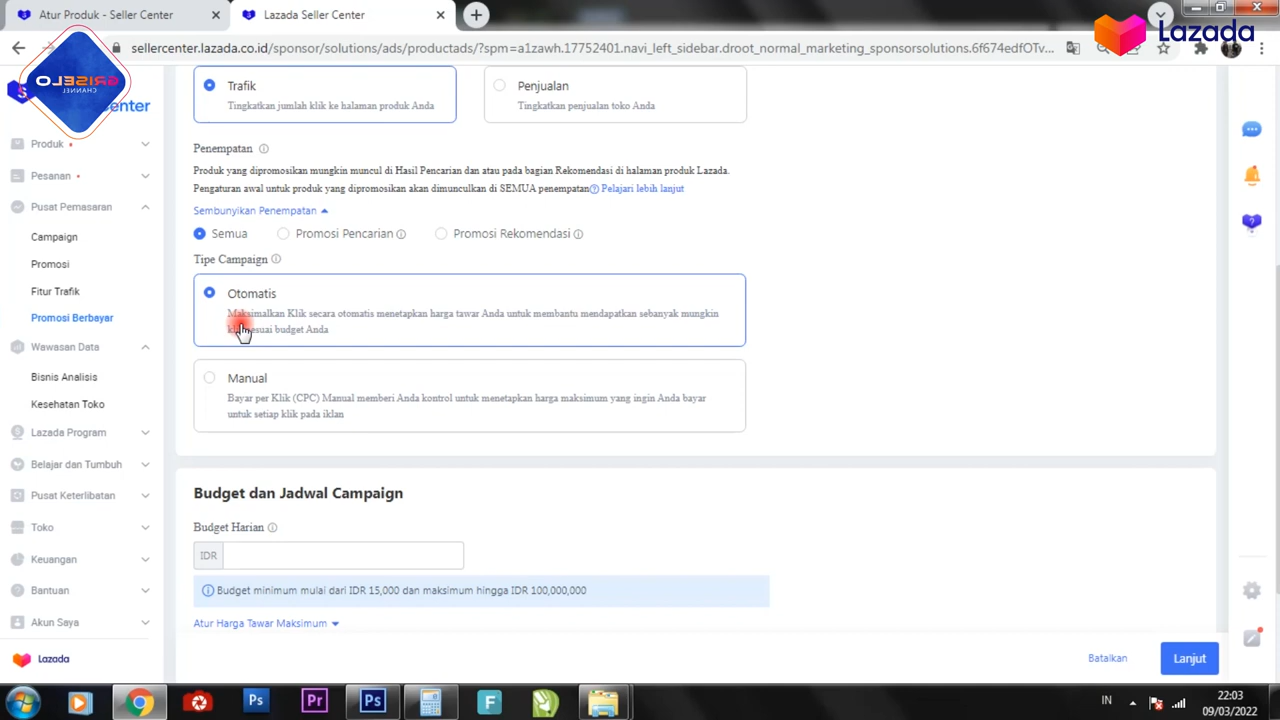 Atur Produk - Seller Center
Lazada Seller Center
sellercenter.lazada.co.id/sponsor/solutions/ads/productads/?spm=a1zawh.17752401.navi_left_sidebar.droot_normal_marketing_sponsorsolutions.6f674edfOTv...
Lazada
GRISELO
CHANNEL
enter
Trafik
Tingkatkan jumlah klik ke halaman produk Anda
Penjualan
Tingkatkan penjualan toko Anda
Produk
Pesanan
Pusat Pemasaran
Campaign
Promosi
Fitur Trafik
Promosi Berbayar
Wawasan Data
Bisnis Analisis
Kesehatan Toko
Lazada Program
Belajar dan Tumbuh
Pusat Keterlibatan
Toko
Keuangan
Bantuan
Akun Saya
Lazada
Penempatan
Produk yang dipromosikan mungkin muncul di Hasil Pencarian dan atau pada bagian Rekomendasi di halaman produk Lazada.
Pengaturan awal untuk produk yang dipromosikan akan dimunculkan di SEMUA penempatan Pelajari lebih lanjut
Sembunyikan Penempatan
Semua Promosi Pencarian Promosi Rekomendasi
Tipe Campaign
Otomatis
Maksimalkan Klik secara otomatis menetapkan harga tawar Anda untuk membantu mendapatkan sebanyak mungkin
sesuai budget Anda
Manual
Bayar per Klik (CPC) Manual memberi Anda kontrol untuk menetapkan harga maksimum yang ingin Anda bayar
untuk setiap klik pada iklan
Budget dan Jadwal Campaign
Budget Harian
IDR
Budget minimum mulai dari IDR 15,000 dan maksimum hingga IDR 100,000,000
Atur Harga Tawar Maksimum
Batalkan
Lanjut
Ps
Pr
Ps
F
IN
22:03
09/03/2022